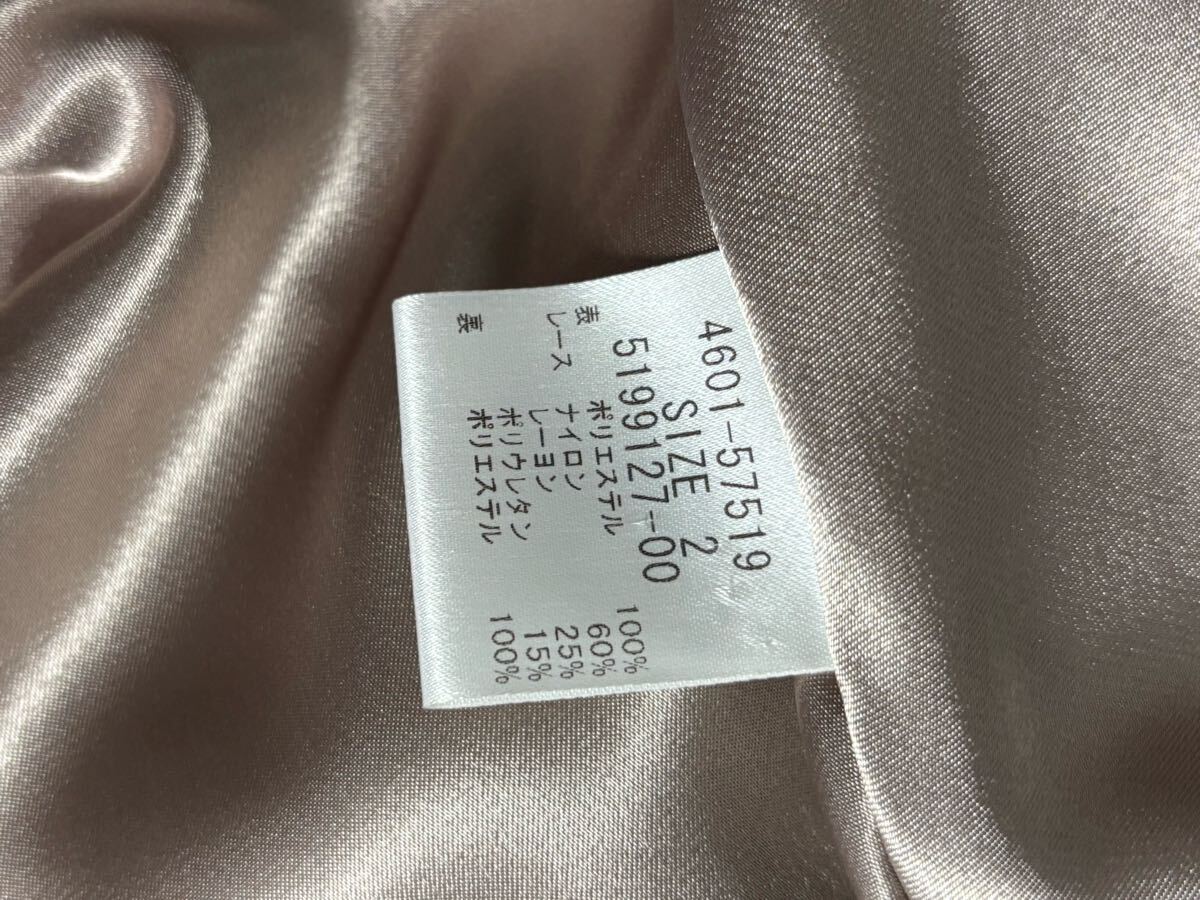 4601-57519
SIZE 2
5199127-00
表 ポリエステル 100%
レース ナイロン 60%
レーヨン 25%
ポリウレタン 15%
裏 ポリエステル 100%